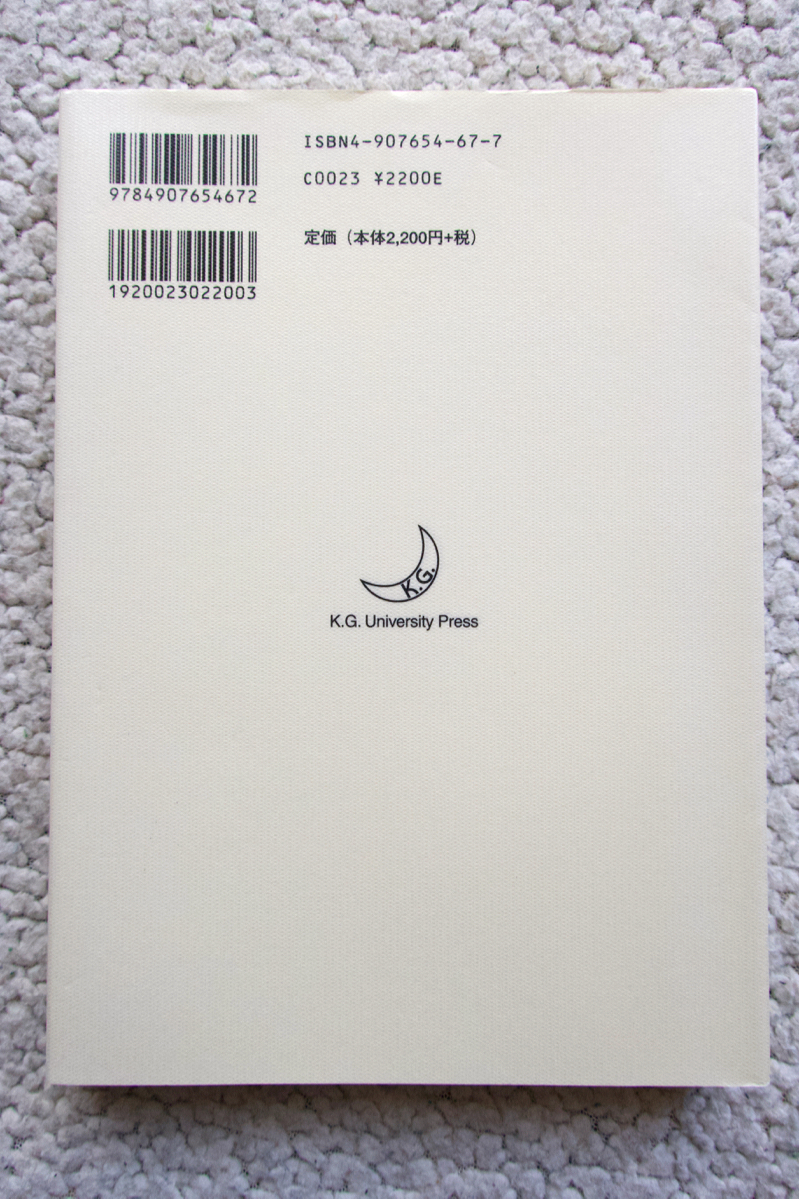 9784907654672
ISBN4-907654-67-7
C0023 ¥2200E
1920023022003
定価（本体2,200円+税）
K.G.
K.G. University Press